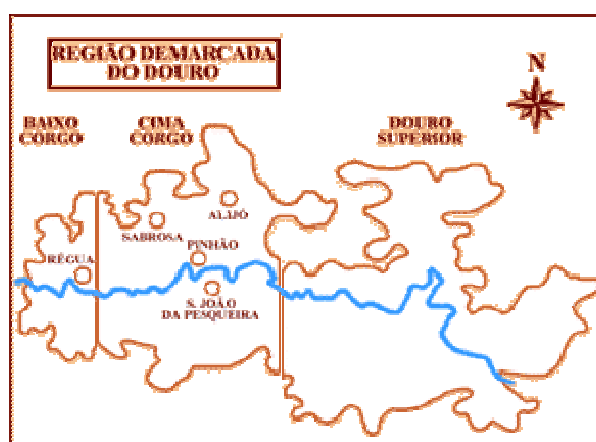 REGIÃO DEMARCADA
DO DOURO
N
BAIXO
CORGO
CIMA
CORGO
DOURO
SUPERIOR
ALIJÓ
SABROSA
PINHÃO
RÉGUA
S. JOÃO
DA PESQUEIRA